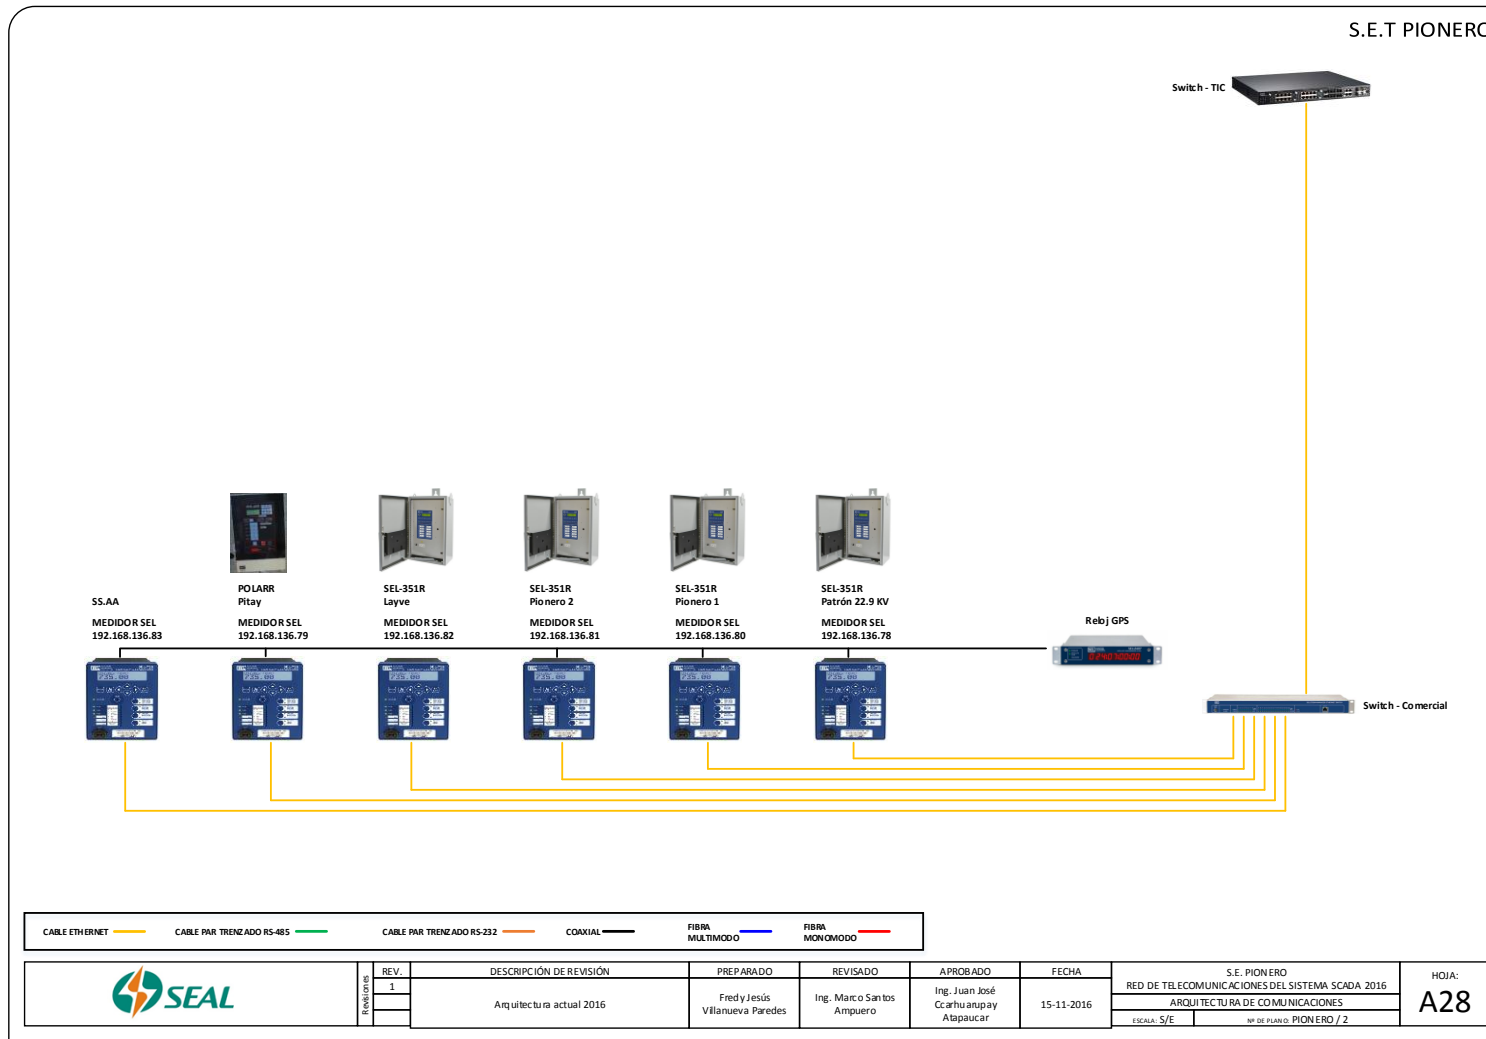 S.E.T PIONERO
Switch - TIC
SS.AA
POLARR
Pitay
SEL-351R
Layve
SEL-351R
Pionero 2
SEL-351R
Pionero 1
SEL-351R
Patrón 22.9 KV
MEDIDOR SEL
192.168.136.83
MEDIDOR SEL
192.168.136.79
MEDIDOR SEL
192.168.136.82
MEDIDOR SEL
192.168.136.81
MEDIDOR SEL
192.168.136.80
MEDIDOR SEL
192.168.136.78
Reloj GPS
Switch - Comercial
CABLE ETHERNET
CABLE PAR TRENZADO RS-485
CABLE PAR TRENZADO RS-232
COAXIAL
FIBRA
MULTIMODO
FIBRA
MONOMODO
SEAL
Revisiones
REV.
DESCRIPCIÓN DE REVISIÓN
PREPARADO
REVISADO
APROBADO
FECHA
1
Arquitectura actual 2016
Fredy Jesús
Villanueva Paredes
Ing. Marco Santos
Ampuero
Ing. Juan José
Ccarhuarupay
Atapaucar
15-11-2016
S.E. PIONERO
RED DE TELECOMUNICACIONES DEL SISTEMA SCADA 2016
ARQUITECTURA DE COMUNICACIONES
ESCALA: S/E
Nº DE PLANO: PIONERO / 2
HOJA:
A28